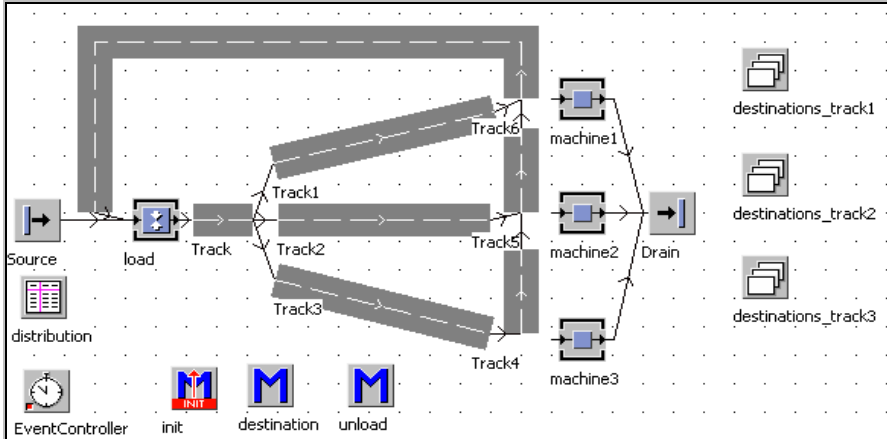 destinations_track1
Track6
machine1
Track1
destinations_track2
Source
load
Track
Track2
Track5
machine2
Drain
Track3
distribution
destinations_track3
Track4
machine3
M
INIT
M
M
EventController
init
destination
unload